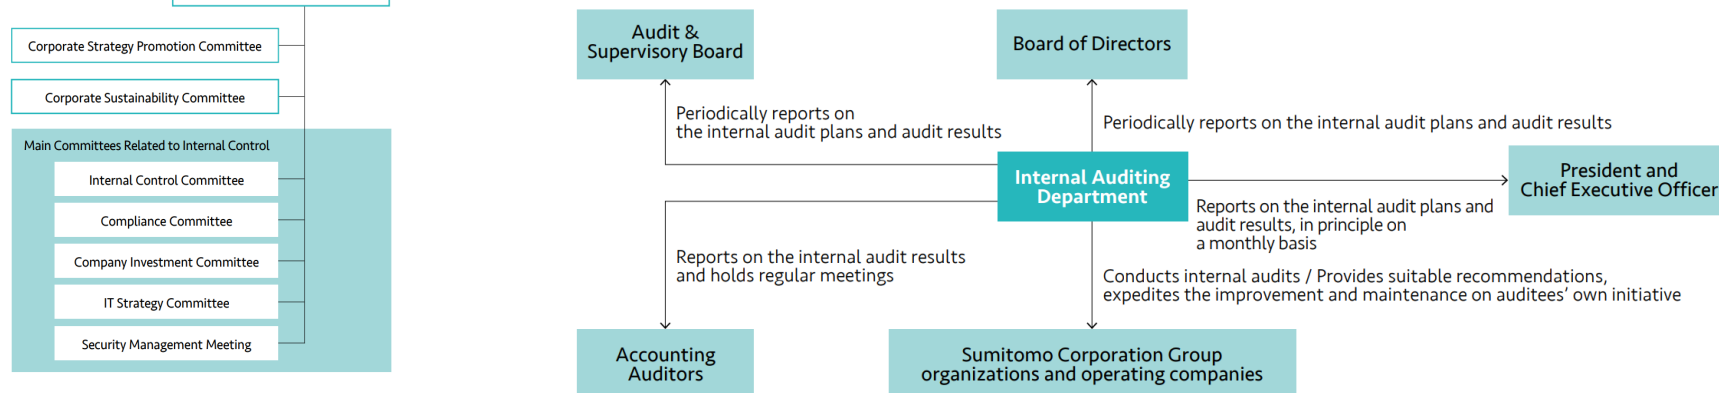 Corporate Strategy Promotion Committee
Corporate Sustainability Committee
Main Committees Related to Internal Control
Internal Control Committee
Compliance Committee
Company Investment Committee
IT Strategy Committee
Security Management Meeting
Audit &
Supervisory Board
Board of Directors
Periodically reports on
the internal audit plans and audit results
Periodically reports on the internal audit plans and audit results
Internal Auditing
Department
President and
Chief Executive Officer
Reports on the internal audit plans and
audit results, in principle on
a monthly basis
Reports on the internal audit results
and holds regular meetings
Conducts internal audits / Provides suitable recommendations,
expedites the improvement and maintenance on auditees’ own initiative
Accounting
Auditors
Sumitomo Corporation Group
organizations and operating companies